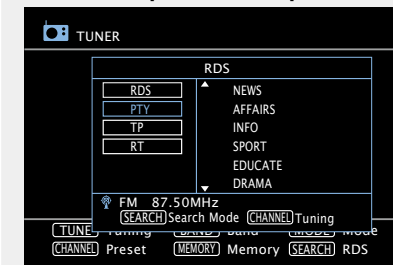 TUNER
RDS
RDS NEWS
PTY AFFAIRS
TP INFO
RT SPORT
EDUCATE
DRAMA
FM 87.50MHz
SEARCH Search Mode CHANNEL Tuning
TUNE Tuning BAND Band MODE Mode
CHANNEL Preset MEMORY Memory SEARCH RDS